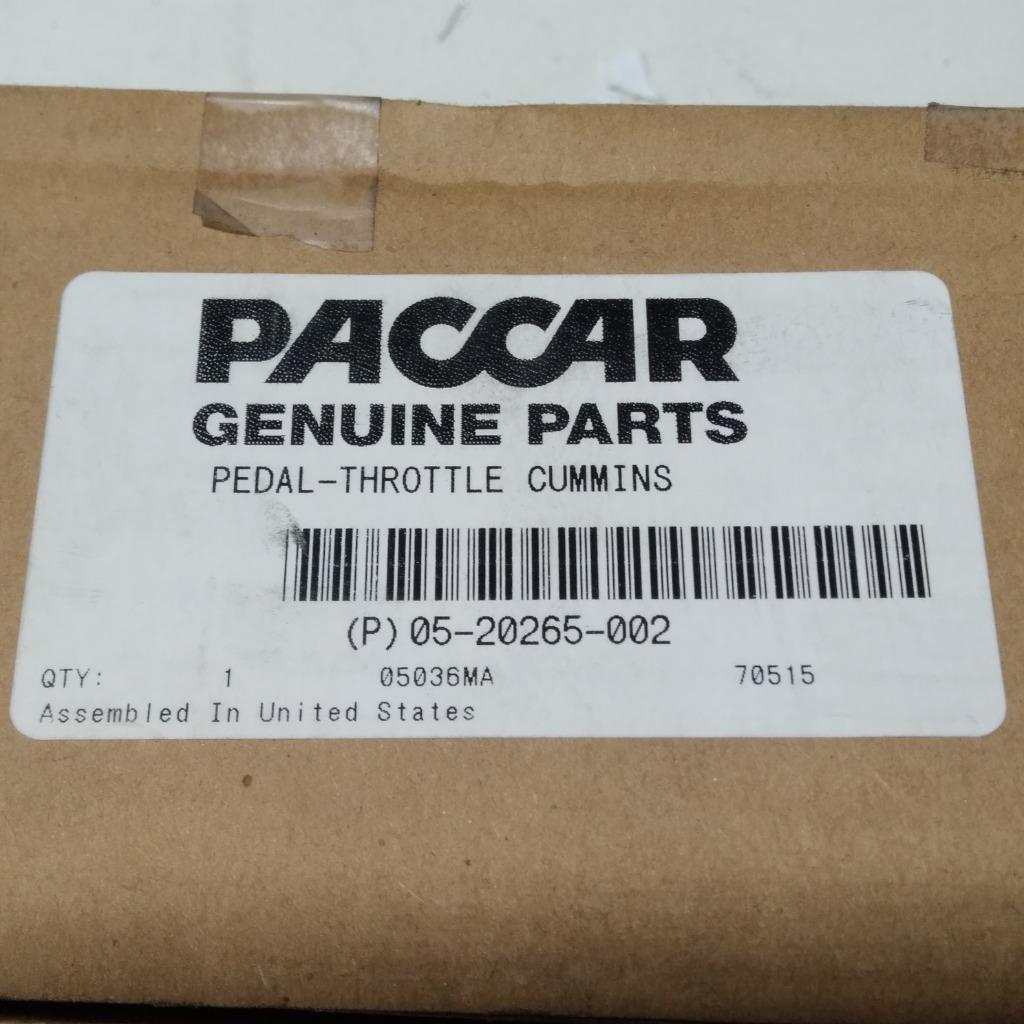 PACCAR
GENUINE PARTS
PEDAL-THROTTLE CUMMINS
(P) 05-20265-002
QTY: 1 05036MA 70515
Assembled In United States